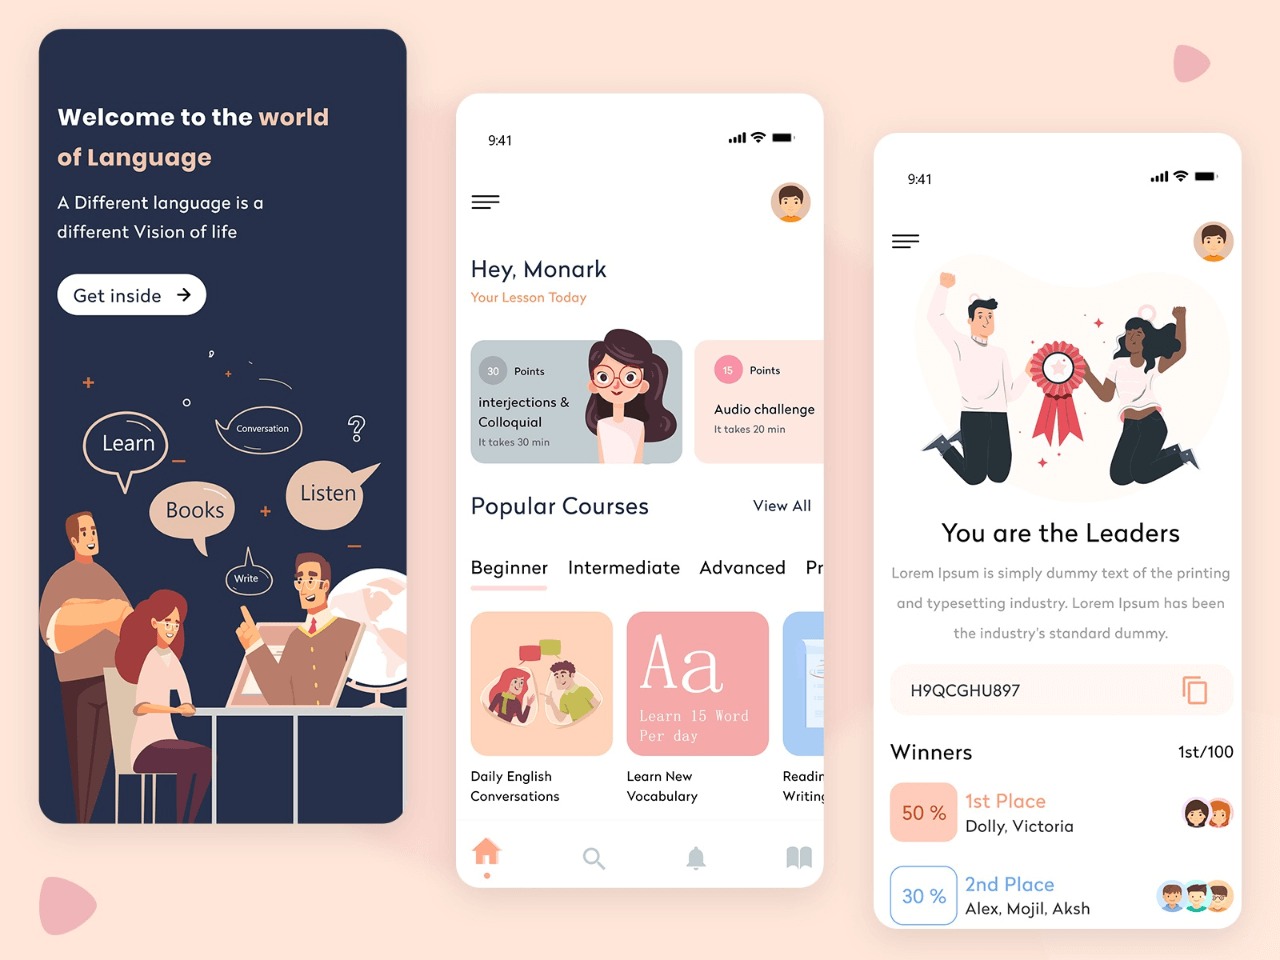 Welcome to the world
of Language
A Different language is a
different Vision of life
Get inside
Learn
Conversation
?
Listen
Books
Write
9:41
Hey, Monark
Your Lesson Today
30 Points
interjections &
Colloquial
It takes 30 min
15 Points
Audio challenge
It takes 20 min
Popular Courses
View All
Beginner Intermediate Advanced Pr
Aa
Learn 15 Word
Per day
Daily English
Conversations
Learn New
Vocabulary
Readin
Writing
9:41
You are the Leaders
Lorem Ipsum is simply dummy text of the printing
and typesetting industry. Lorem Ipsum has been
the industry's standard dummy.
H9QCGHU897
Winners
1st/100
50 %
1st Place
Dolly, Victoria
30 %
2nd Place
Alex, Mojil, Aksh